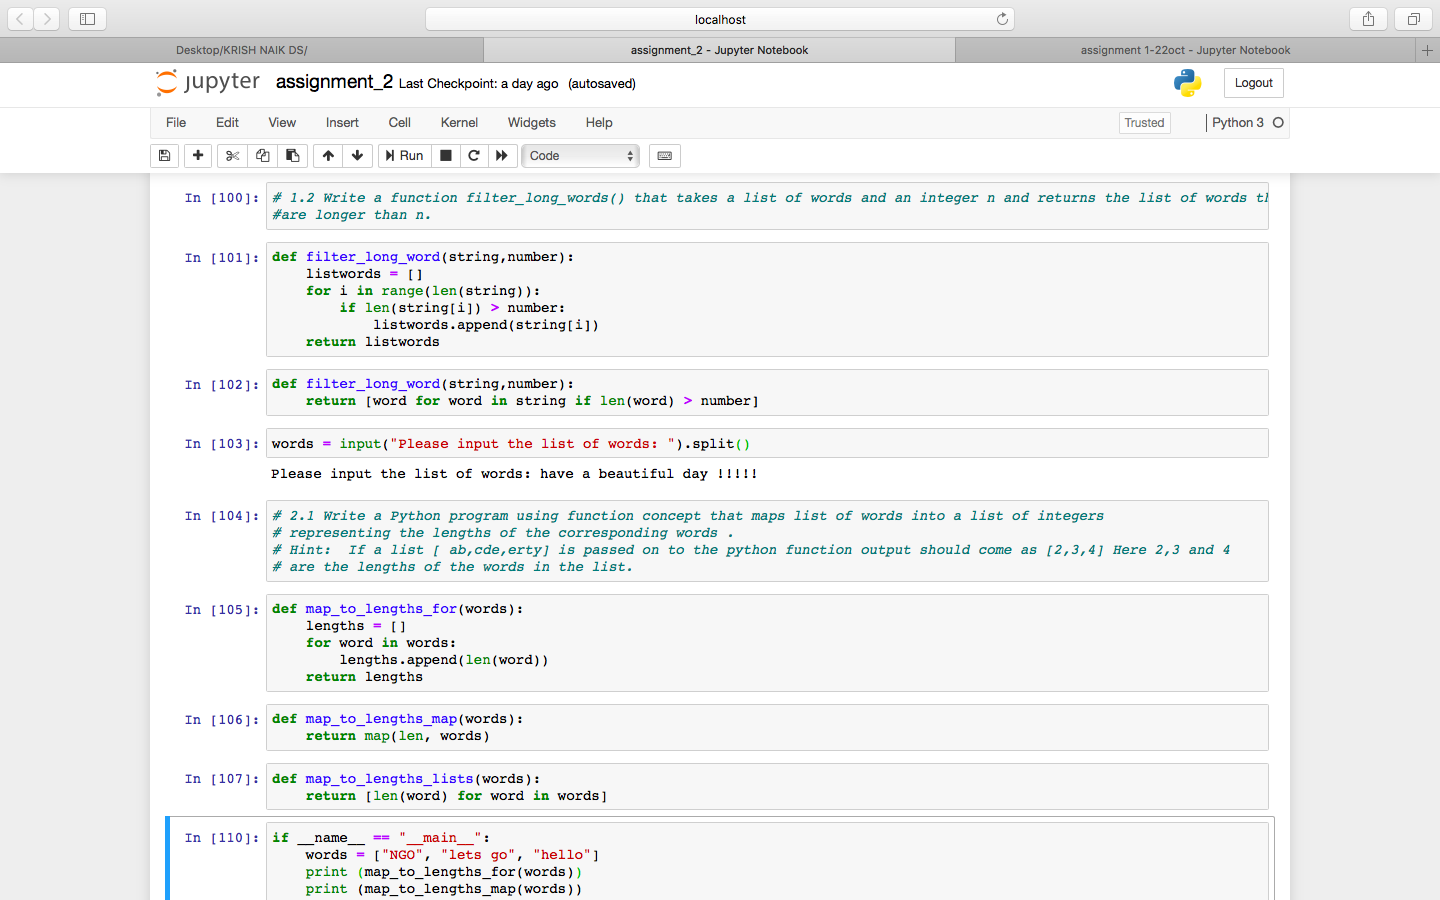 localhost
Desktop/KRISH NAIK DS/
assignment_2 - Jupyter Notebook
assignment 1-22oct - Jupyter Notebook
jupyter assignment_2 Last Checkpoint: a day ago (autosaved)
Logout
File Edit View Insert Cell Kernel Widgets Help
Trusted
Python 3
Run
Code
In [100]: # 1.2 Write a function filter_long_words() that takes a list of words and an integer n and returns the list of words
#are longer than n.
In [101]: def filter_long_word(string,number):
    listwords = []
    for i in range(len(string)):
        if len(string[i]) > number:
            listwords.append(string[i])
    return listwords
In [102]: def filter_long_word(string,number):
    return [word for word in string if len(word) > number]
In [103]: words = input("Please input the list of words: ").split()
Please input the list of words: have a beautiful day !!!!!
In [104]: # 2.1 Write a Python program using function concept that maps list of words into a list of integers
# representing the lengths of the corresponding words .
# Hint:  If a list [ ab,cde,erty] is passed on to the python function output should come as [2,3,4] Here 2,3 and 4
# are the lengths of the words in the list.
In [105]: def map_to_lengths_for(words):
    lengths = []
    for word in words:
        lengths.append(len(word))
    return lengths
In [106]: def map_to_lengths_map(words):
    return map(len, words)
In [107]: def map_to_lengths_lists(words):
    return [len(word) for word in words]
In [110]: if __name__ == "__main__":
    words = ["NGO", "lets go", "hello"]
    print (map_to_lengths_for(words))
    print (map_to_lengths_map(words))